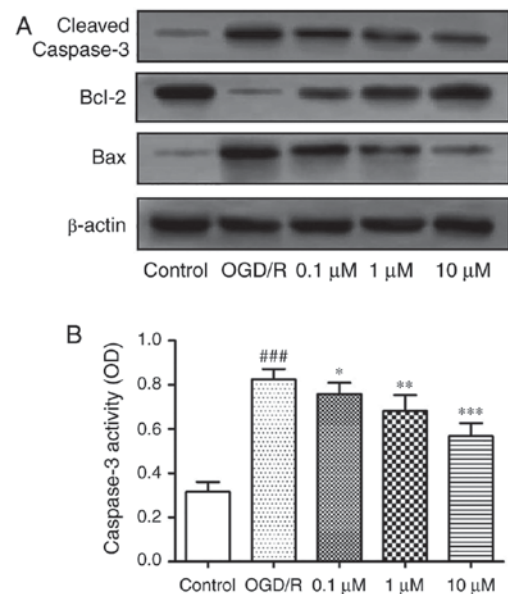 A
Cleaved
Caspase-3
Bcl-2
Bax
β-actin
Control OGD/R 0.1 μM 1 μM 10 μM
B
Caspase-3 activity (OD)
1.0
0.8
0.6
0.4
0.2
0.0
###
*
**
***
Control OGD/R 0.1 μM 1 μM 10 μM